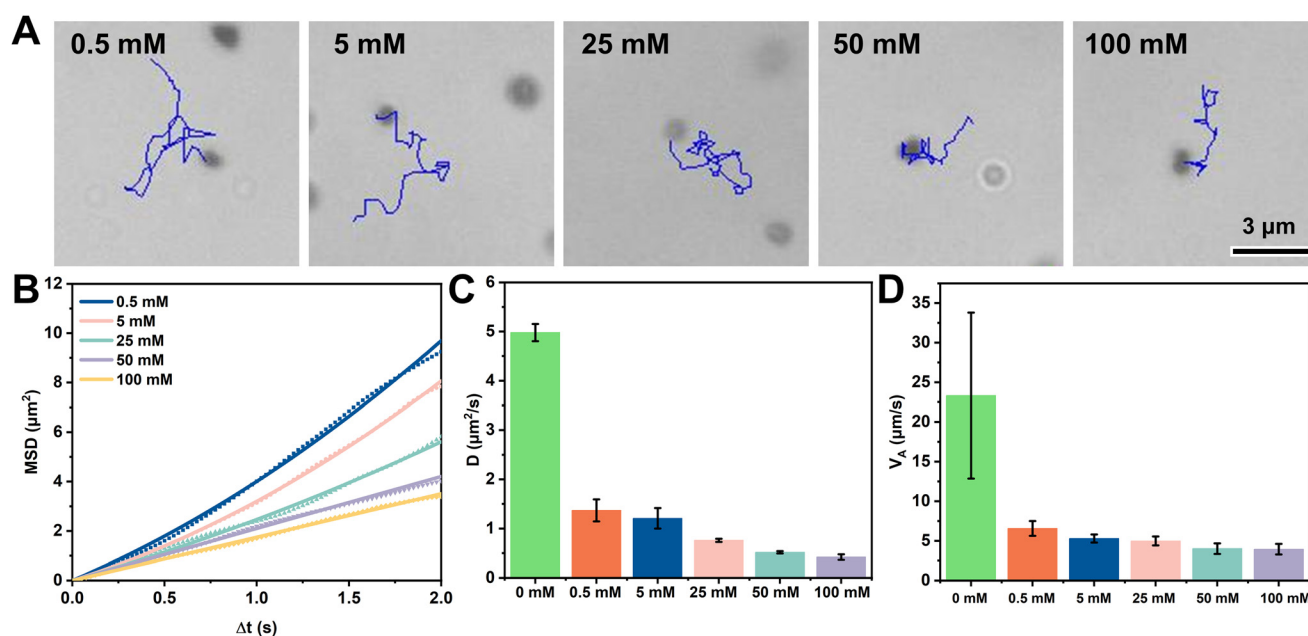 A
0.5 mM
5 mM
25 mM
50 mM
100 mM
3 µm
B
MSD (µm²)
12
10
8
6
4
2
0
0.5 mM
5 mM
25 mM
50 mM
100 mM
0.0 0.5 1.0 1.5 2.0
Δt (s)
C
D (µm²/s)
6
5
4
3
2
1
0
0 mM 0.5 mM 5 mM 25 mM 50 mM 100 mM
D
V_A (µm/s)
35
30
25
20
15
10
5
0
0 mM 0.5 mM 5 mM 25 mM 50 mM 100 mM